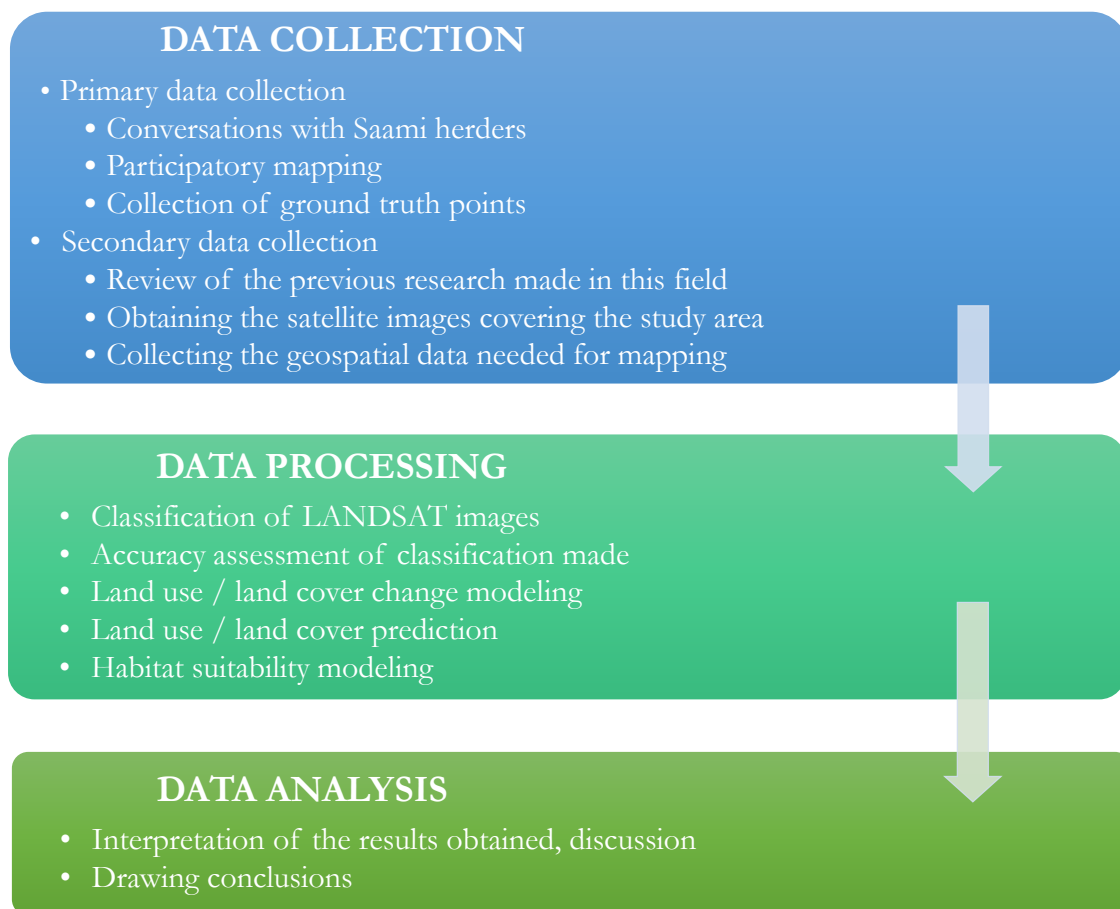 DATA COLLECTION
• Primary data collection
• Conversations with Saami herders
• Participatory mapping
• Collection of ground truth points
• Secondary data collection
• Review of the previous research made in this field
• Obtaining the satellite images covering the study area
• Collecting the geospatial data needed for mapping
DATA PROCESSING
• Classification of LANDSAT images
• Accuracy assessment of classification made
• Land use / land cover change modeling
• Land use / land cover prediction
• Habitat suitability modeling
DATA ANALYSIS
• Interpretation of the results obtained, discussion
• Drawing conclusions